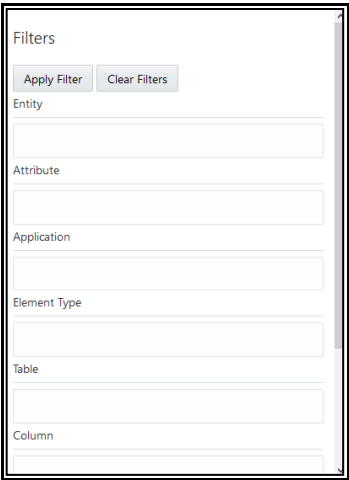 Filters
Apply Filter Clear Filters
Entity
Attribute
Application
Element Type
Table
Column